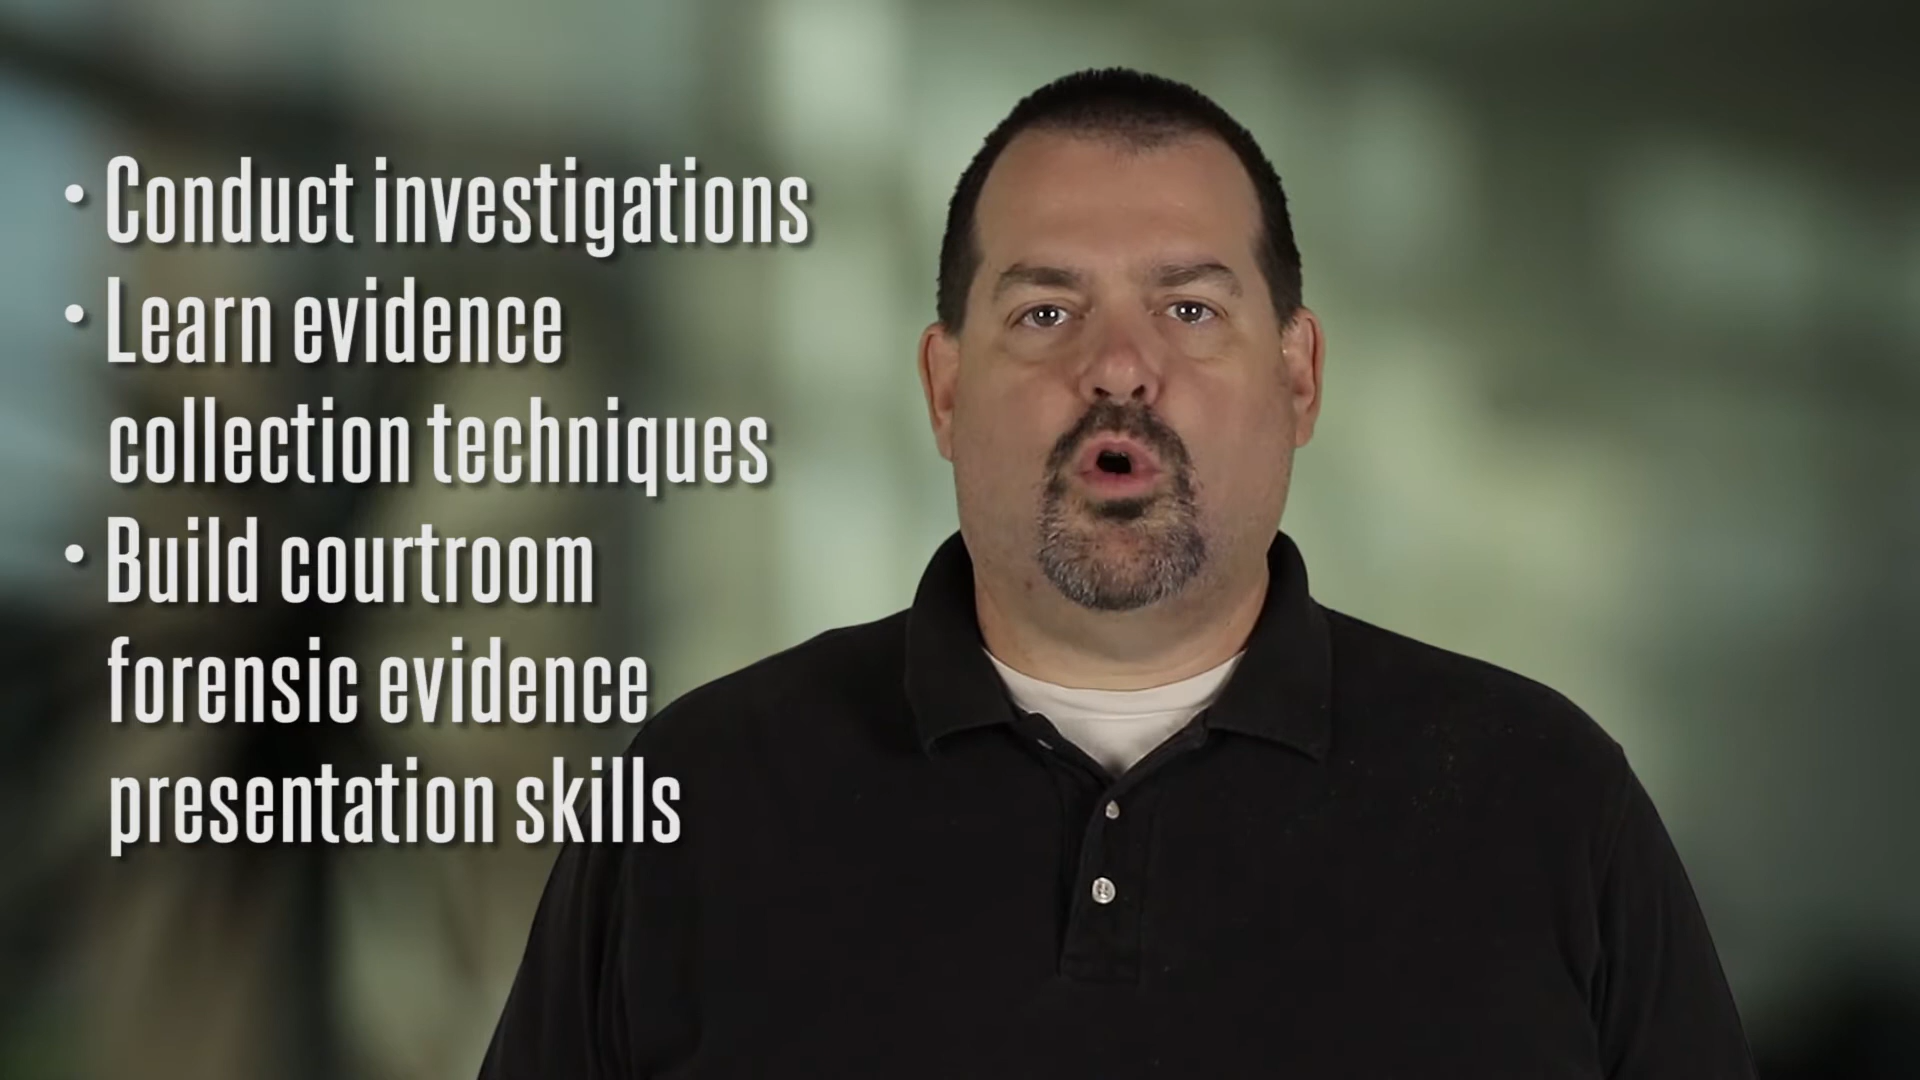 • Conduct investigations
• Learn evidence
collection techniques
• Build courtroom
forensic evidence
presentation skills